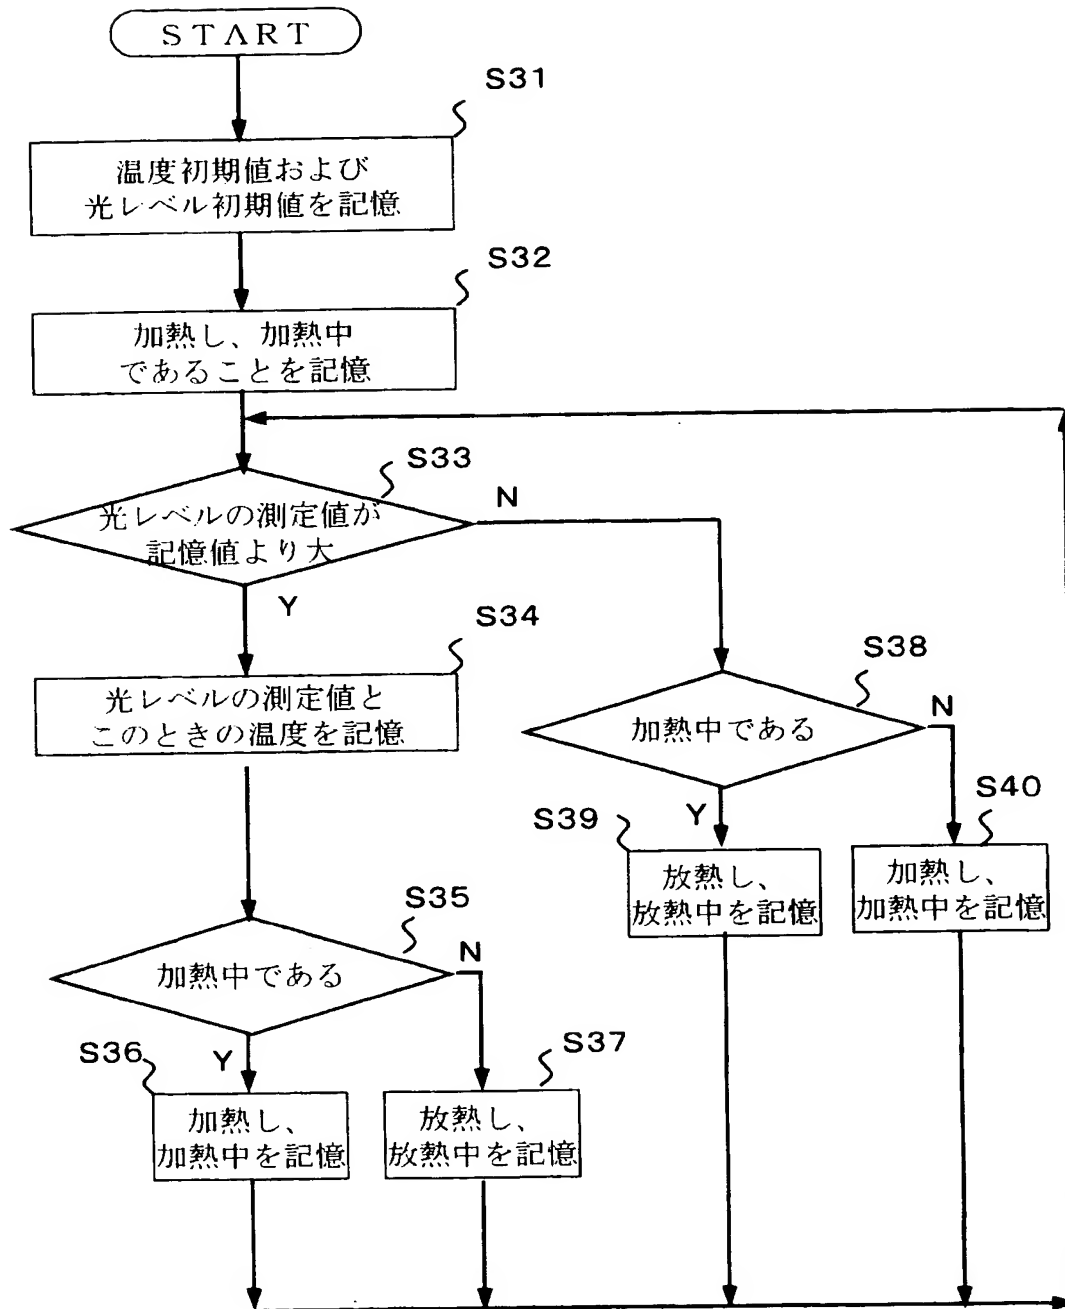 START
S31
温度初期値および
光レベル初期値を記憶
S32
加熱し、加熱中
であることを記憶
S33
光レベルの測定値が
記憶値より大
N
Y
S34
光レベルの測定値と
このときの温度を記憶
S38
加熱中である
N
Y
S39
放熱し、
放熱中を記憶
S40
加熱し、
加熱中を記憶
S35
加熱中である
N
Y
S36
加熱し、
加熱中を記憶
S37
放熱し、
放熱中を記憶